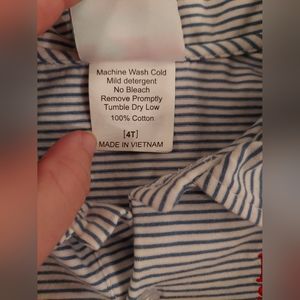 Machine Wash Cold
Mild detergent
No Bleach
Remove Promptly
Tumble Dry Low
100% Cotton
[4T]
MADE IN VIETNAM